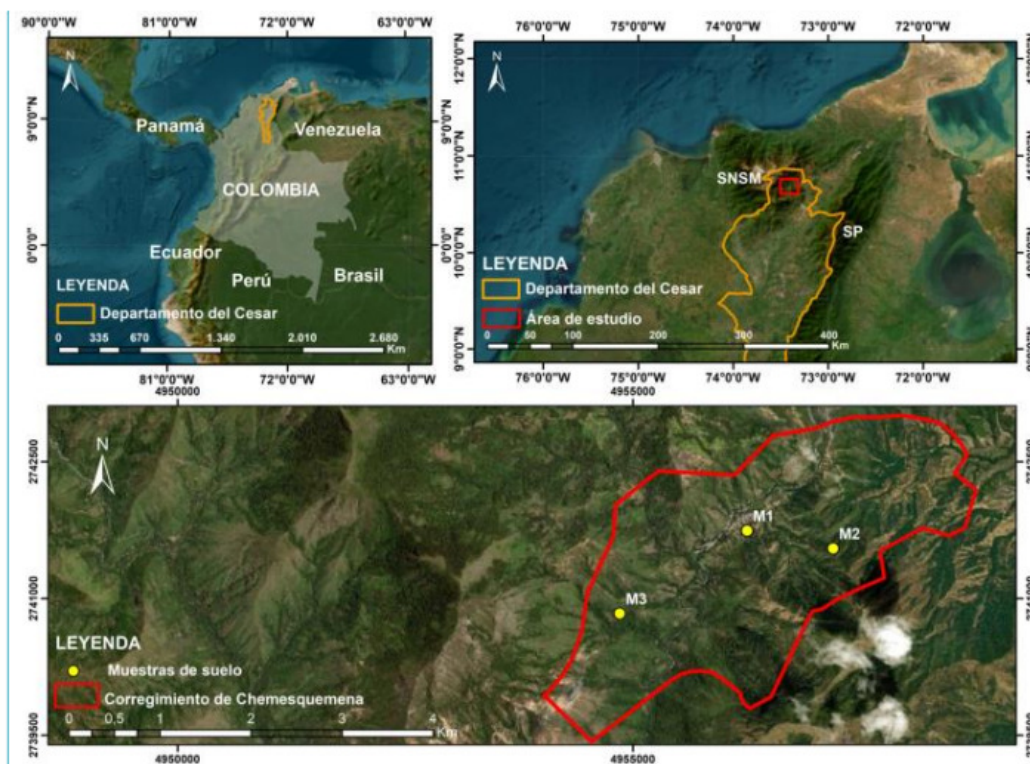 90°0'0"W 81°0'0"W 72°0'0"W 63°0'0"W
N
9°0'0"N
0°0'0"
Panamá
Venezuela
COLOMBIA
Ecuador
Perú
Brasil
LEYENDA
Departamento del Cesar
0 335 670 1.340 2.010 2.680
Km
9°0'0"N
0°0'0"
81°0'0"W 72°0'0"W 63°0'0"W
76°0'0"W 75°0'0"W 74°0'0"W 73°0'0"W 72°0'0"W
N
12°0'0"N
11°0'0"N
10°0'0"N
9°0'0"N
SNSM
SP
LEYENDA
Departamento del Cesar
Área de estudio
0 50 100 200 300 400
Km
76°0'0"W 75°0'0"W 74°0'0"W 73°0'0"W 72°0'0"W
4950000 4955000
N
2742500
2741000
2739500
M1
M2
M3
LEYENDA
Muestras de suelo
Corregimiento de Chemesquemena
0 0.5 1 2 3 4
Km
4950000 4955000